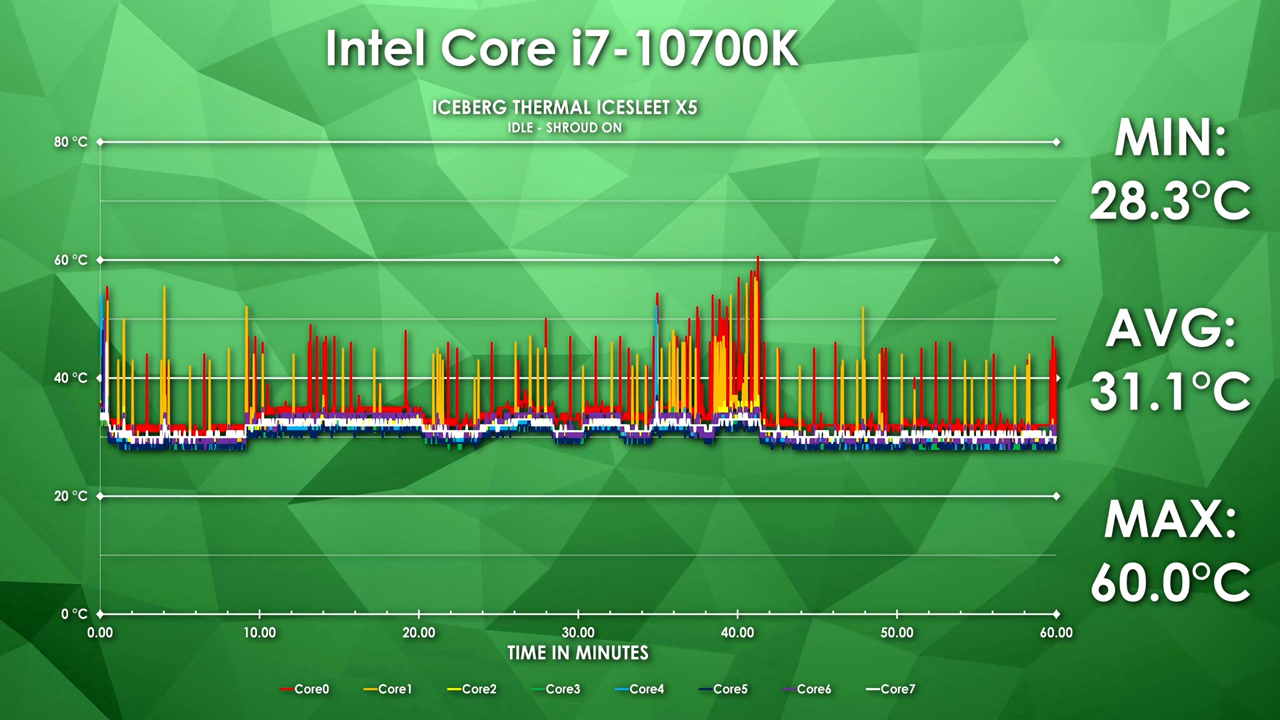 Intel Core i7-10700K
ICEBERG THERMAL ICESLEET X5
IDLE - SHROUD ON
80 °C
60 °C
40 °C
20 °C
0 °C
0.00 10.00 20.00 30.00 40.00 50.00 60.00
TIME IN MINUTES
Core0 Core1 Core2 Core3 Core4 Core5 Core6 Core7
MIN:
28.3°C
AVG:
31.1°C
MAX:
60.0°C